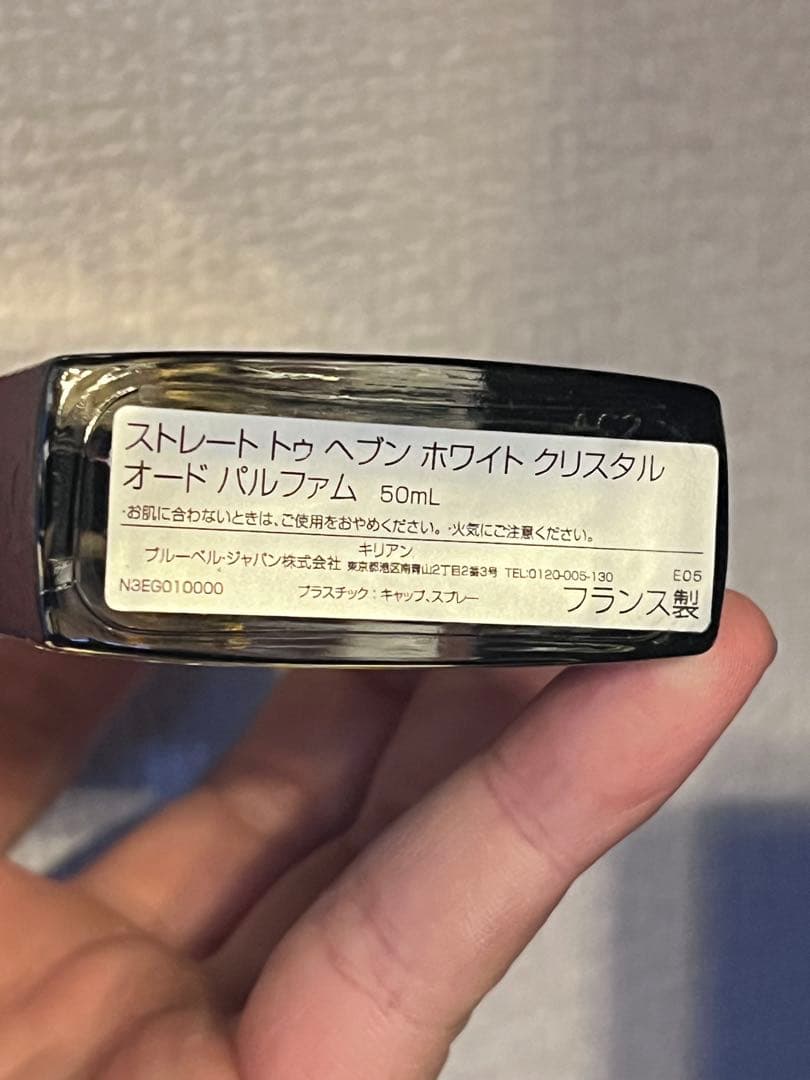 ストレート トゥ ヘブン ホワイト クリスタル
オード パルファム 50mL
・お肌に合わないときは、ご使用をおやめください。・火気にご注意ください。
キリアン
ブルーベル・ジャパン株式会社 東京都港区南青山2丁目2番3号 TEL:0120-005-130 E05
N3EG010000 プラスチック：キャップ、スプレー フランス製